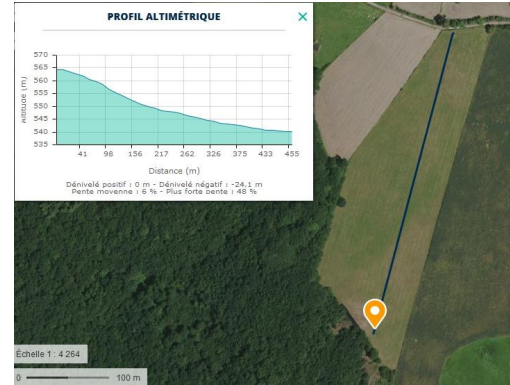 PROFIL ALTIMÉTRIQUE ×
570
565
560
555
550
545
540
535
Altitude (m)
41 98 156 217 262 326 375 433 455
Distance (m)
Dénivelé positif : 0 m - Dénivelé négatif : -24,1 m
Pente moyenne : 6 % - Plus forte pente : 48 %
Échelle 1 : 4 264
0 100 m